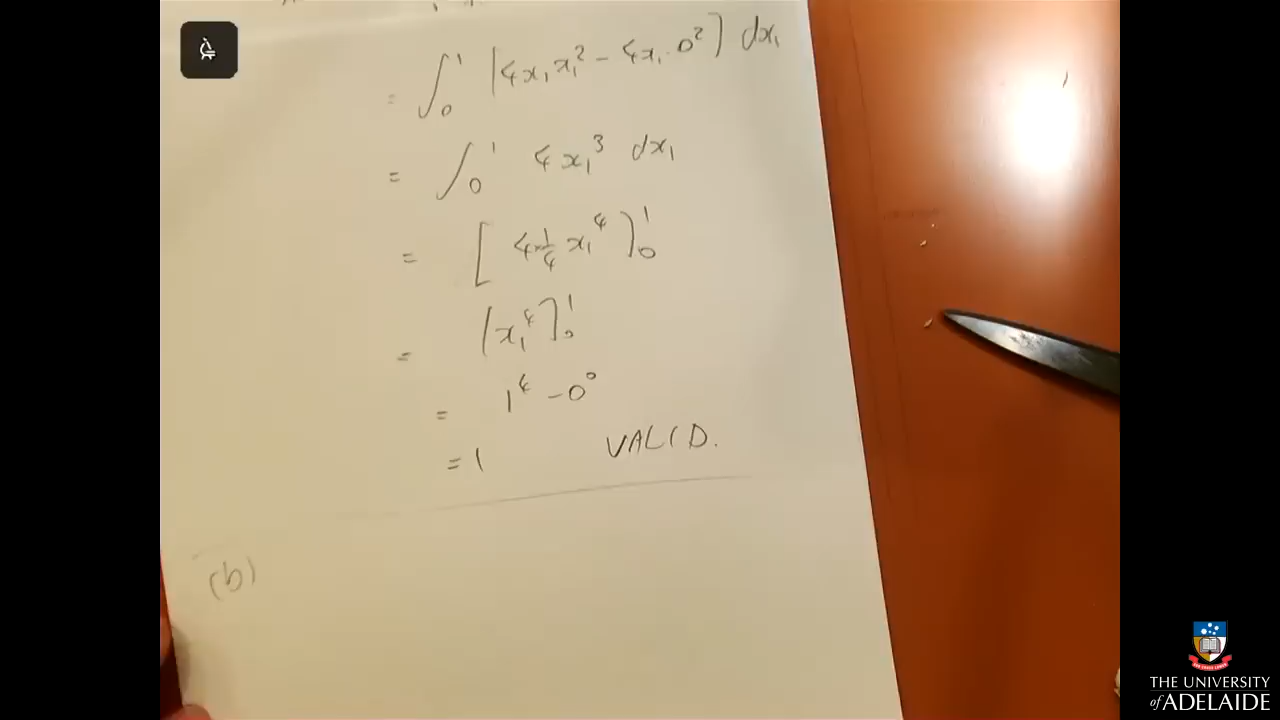 = ∫₀¹ [4x₁x₁² − 4x₁·0²] dx₁
= ∫₀¹ 4x₁³ dx₁
= [4×¼ x₁⁴]₀¹
= [x₁⁴]₀¹
= 1⁴ − 0⁰
= 1 VALID.
(b)
THE UNIVERSITY
of ADELAIDE